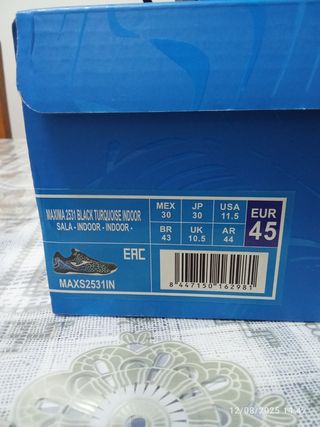 MAXIMA 2531 BLACK TURQUOISE INDOOR
SALA - INDOOR - INDOOR -
MEX 30
JP 30
USA 11.5
EUR 45
BR 43
UK 10.5
AR 44
EAC
MAXS2531IN
8 447150 162981
12/08/2025 14:42